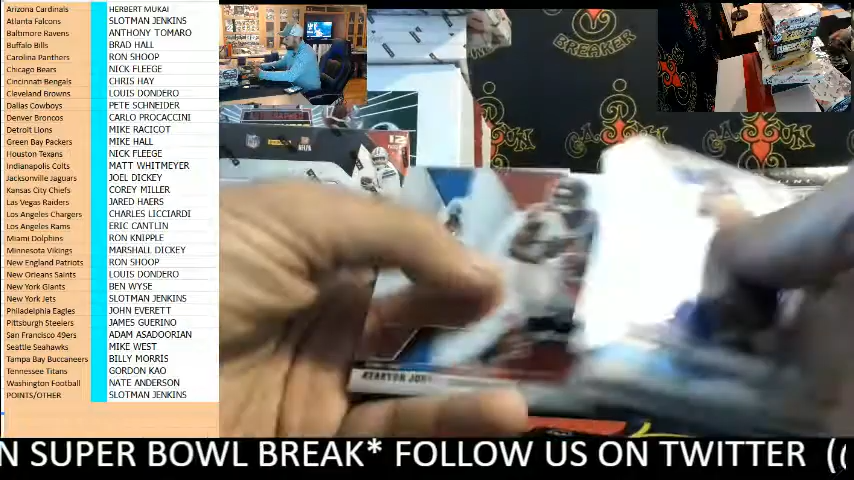 Arizona Cardinals HERBERT MUKAI
Atlanta Falcons SLOTMAN JENKINS
Baltimore Ravens ANTHONY TOMARO
Buffalo Bills BRAD HALL
Carolina Panthers RON SHOOP
Chicago Bears NICK FLEEGE
Cincinnati Bengals CHRIS HAY
Cleveland Browns LOUIS DONDERO
Dallas Cowboys PETE SCHNEIDER
Denver Broncos CARLO PROCACCINI
Detroit Lions MIKE RACICOT
Green Bay Packers MIKE HALL
Houston Texans NICK FLEEGE
Indianapolis Colts MATT WHITMEYER
Jacksonville Jaguars JOEL DICKEY
Kansas City Chiefs COREY MILLER
Las Vegas Raiders JARED HAERS
Los Angeles Chargers CHARLES LICCIARDI
Los Angeles Rams ERIC CANTLIN
Miami Dolphins RON KNIPPLE
Minnesota Vikings MARSHALL DICKEY
New England Patriots RON SHOOP
New Orleans Saints LOUIS DONDERO
New York Giants BEN WYSE
New York Jets SLOTMAN JENKINS
Philadelphia Eagles JOHN EVERETT
Pittsburgh Steelers JAMES GUERINO
San Francisco 49ers ADAM ASADOORIAN
Seattle Seahawks MIKE WEST
Tampa Bay Buccaneers BILLY MORRIS
Tennessee Titans GORDON KAO
Washington Football NATE ANDERSON
POINTS/OTHER SLOTMAN JENKINS
BREAKER
12
N SUPER BOWL BREAK* FOLLOW US ON TWITTER ((